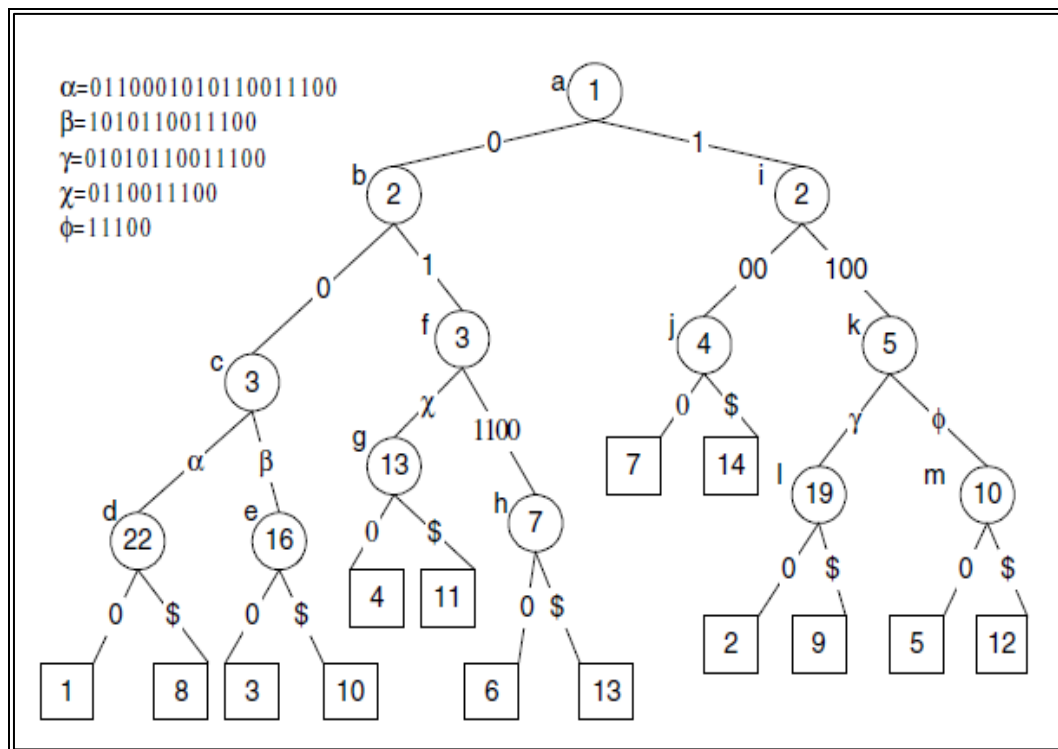 α=0110001010110011100
β=1010110011100
γ=01010110011100
χ=0110011100
ϕ=11100
a 1
0 1
b 2
i 2
0 1
00 100
f 3
j 4
k 5
c 3
χ 1100
0 $
γ ϕ
α β
g 13
7 14
l 19
m 10
d 22
e 16
h 7
0 $
0 $ 0 $
4 11
0 $ 0 $
0 $
2 9 5 12
1 8 3 10
6 13